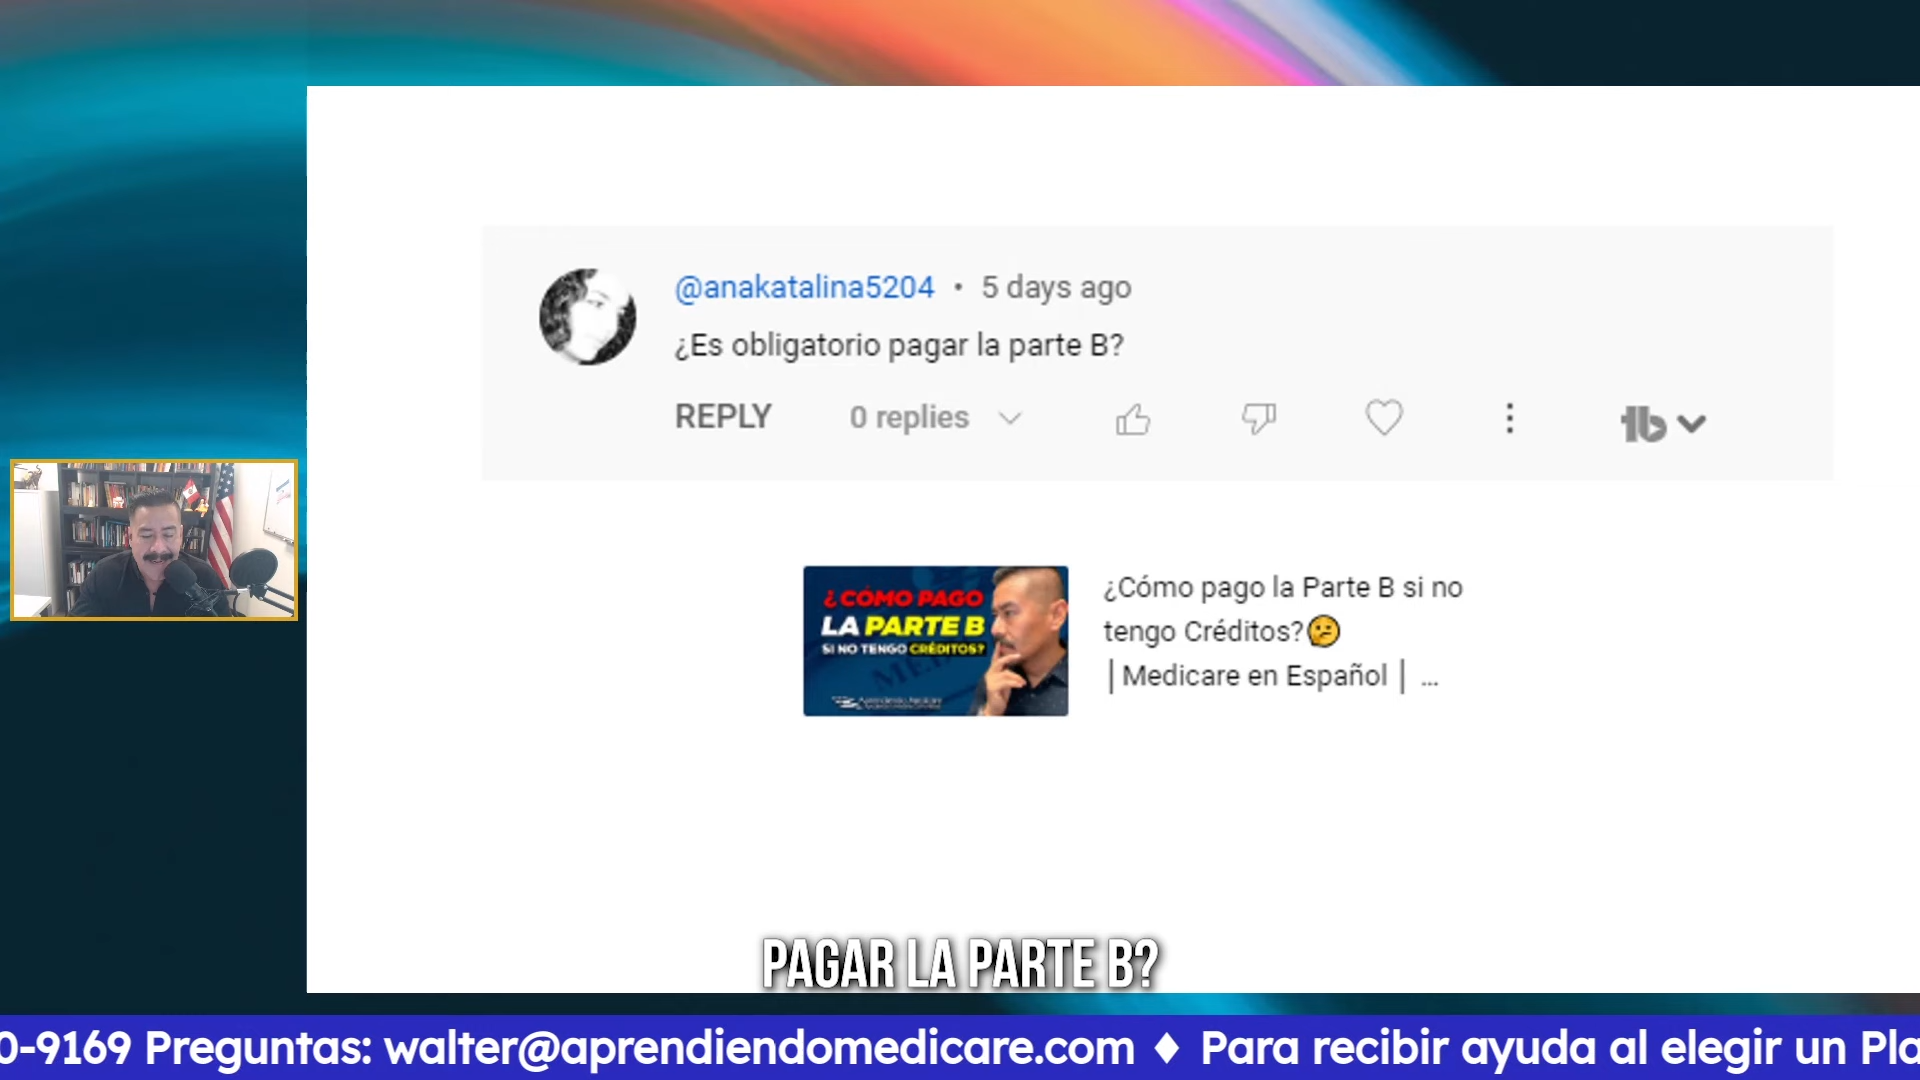 @anakatalina5204 • 5 days ago
¿Es obligatorio pagar la parte B?
REPLY 0 replies
¿CÓMO PAGO
LA PARTE B
SI NO TENGO CRÉDITOS?
Aprendiendo Medicare
¿Cómo pago la Parte B si no
tengo Créditos?🤔
│Medicare en Español│ ...
PAGAR LA PARTE B?
0-9169 Preguntas: walter@aprendiendomedicare.com ♦ Para recibir ayuda al elegir un Pla